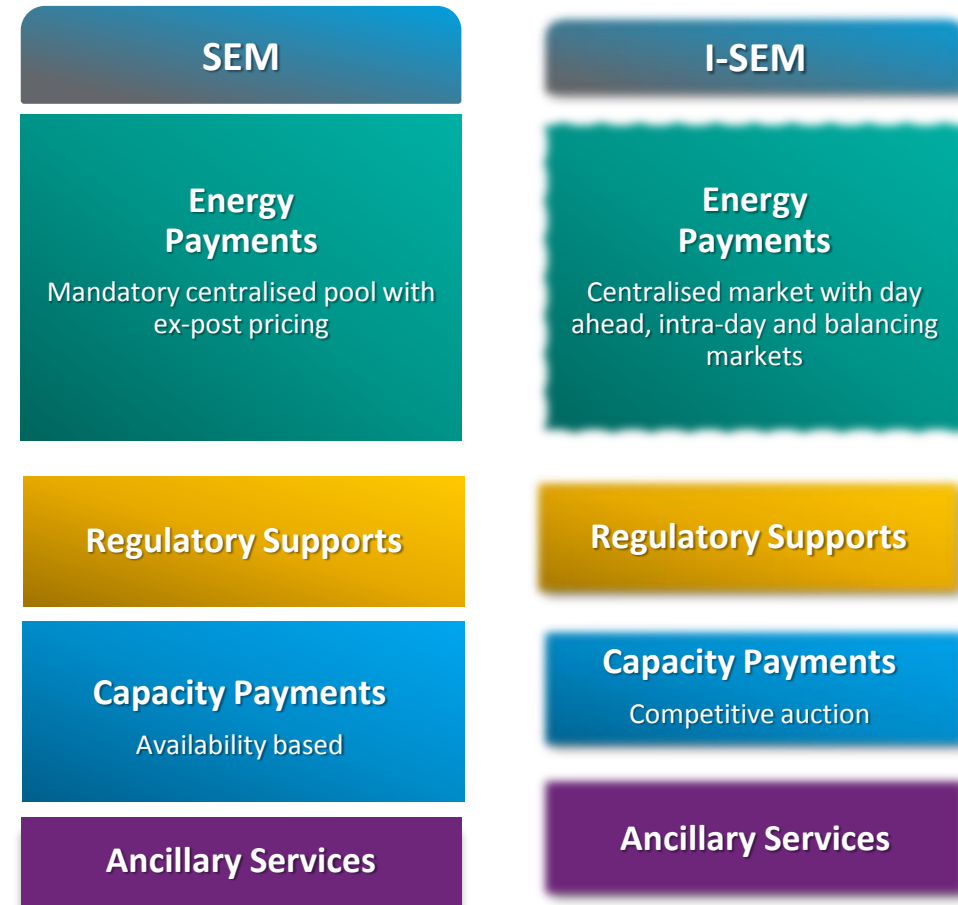 SEM
Energy
Payments
Mandatory centralised pool with
ex-post pricing
Regulatory Supports
Capacity Payments
Availability based
Ancillary Services
I-SEM
Energy
Payments
Centralised market with day
ahead, intra-day and balancing
markets
Regulatory Supports
Capacity Payments
Competitive auction
Ancillary Services